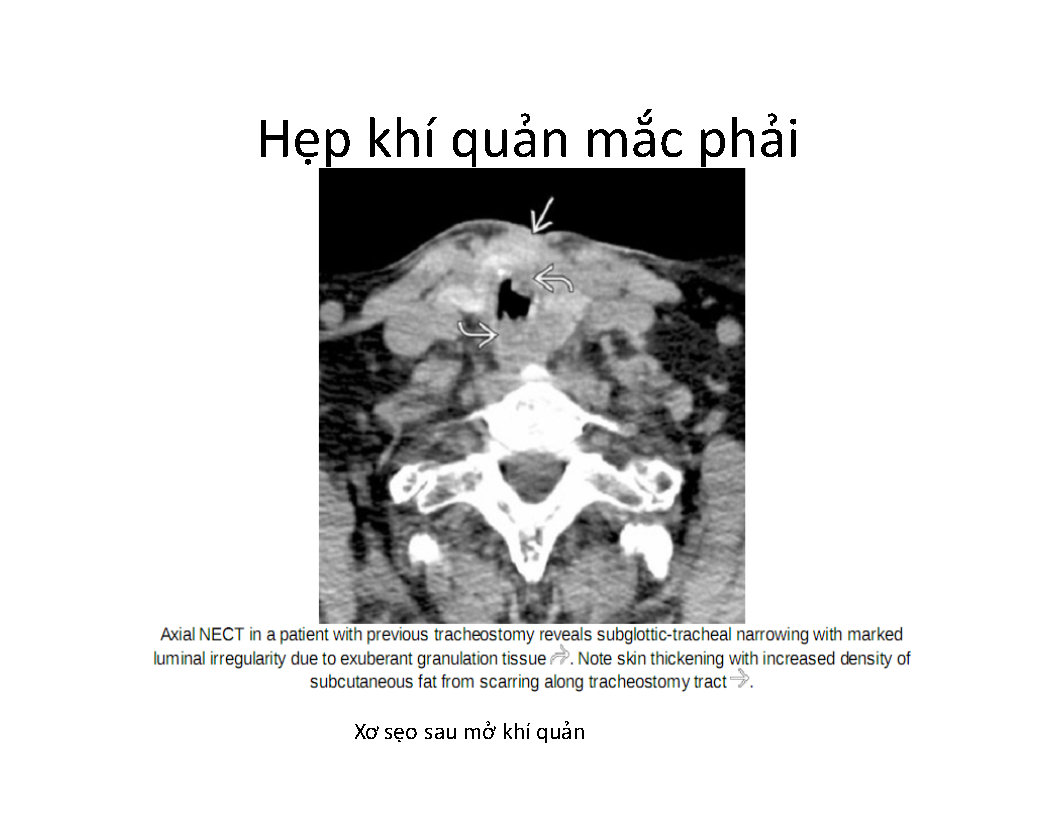 Hẹp khí quản mắc phải
Axial NECT in a patient with previous tracheostomy reveals subglottic-tracheal narrowing with marked
luminal irregularity due to exuberant granulation tissue . Note skin thickening with increased density of
subcutaneous fat from scarring along tracheostomy tract .
Xơ sẹo sau mở khí quản